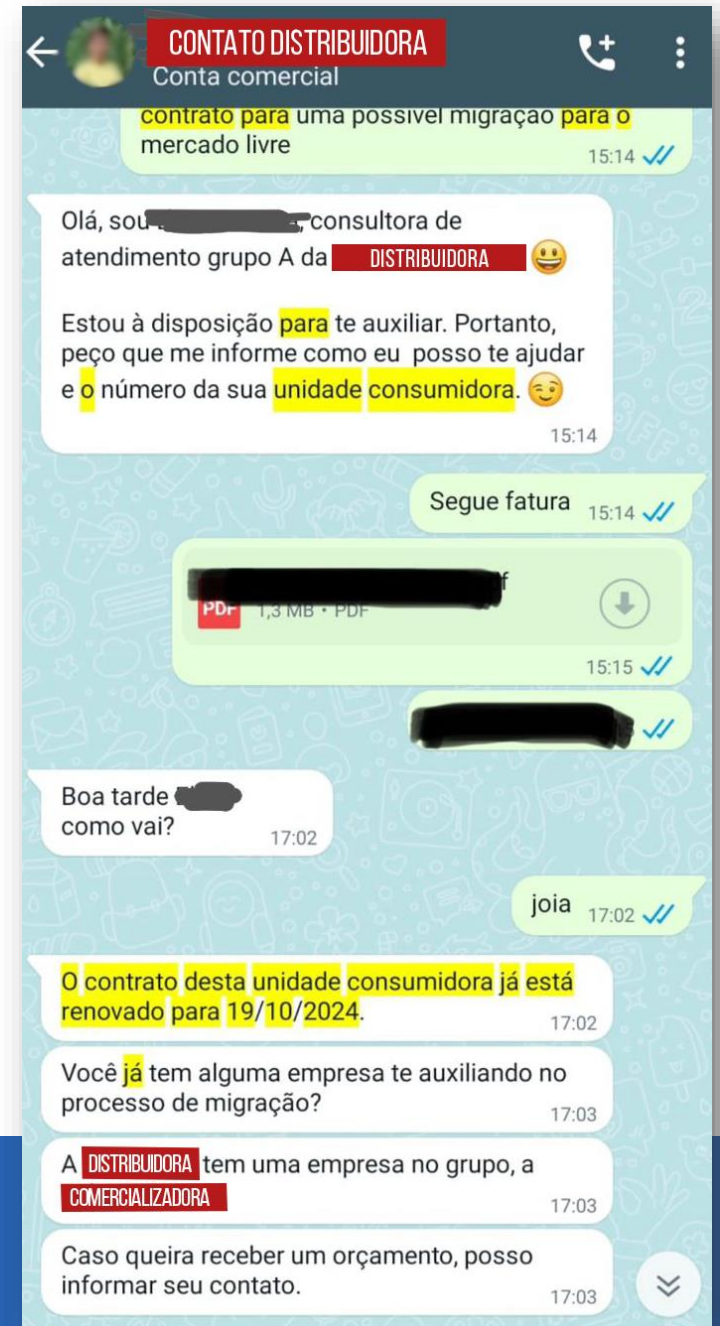 CONTATO DISTRIBUIDORA
Conta comercial
contrato para uma possível migração para o
mercado livre
15:14
Olá, sou , consultora de
atendimento grupo A da DISTRIBUIDORA 😃
Estou à disposição para te auxiliar. Portanto,
peço que me informe como eu posso te ajudar
e o número da sua unidade consumidora. 😉
15:14
Segue fatura 15:14
PDF 1,3 MB • PDF
15:15
Boa tarde
como vai?
17:02
joia 17:02
O contrato desta unidade consumidora já está
renovado para 19/10/2024.
17:02
Você já tem alguma empresa te auxiliando no
processo de migração?
17:03
A DISTRIBUIDORA tem uma empresa no grupo, a
COMERCIALIZADORA
17:03
Caso queira receber um orçamento, posso
informar seu contato.
17:03